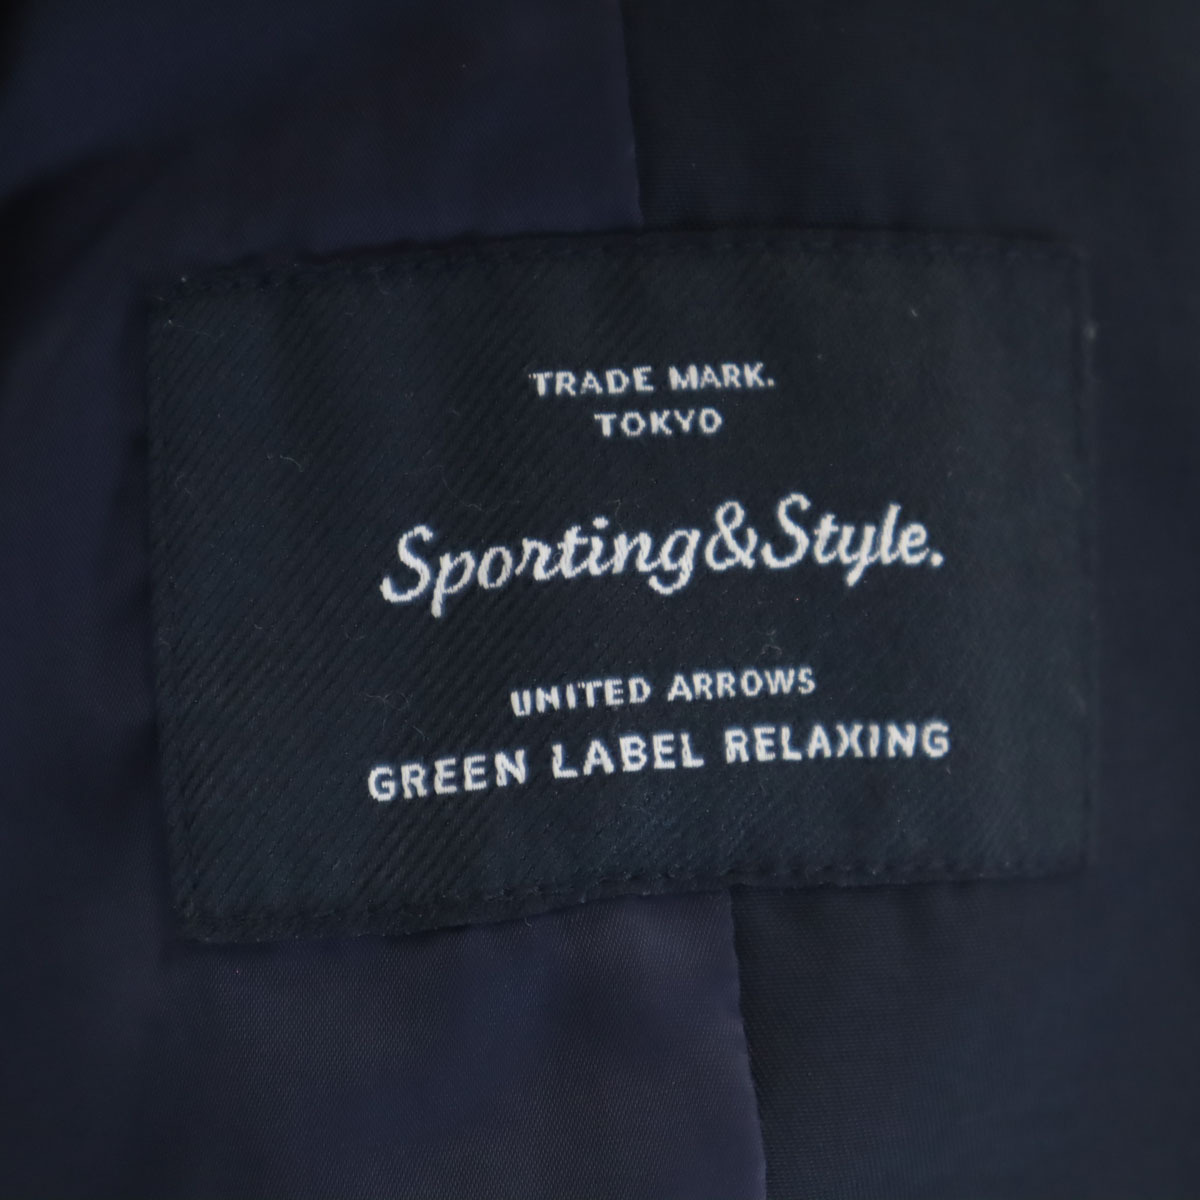 TRADE MARK.
TOKYO
Sporting&Style.
UNITED ARROWS
GREEN LABEL RELAXING